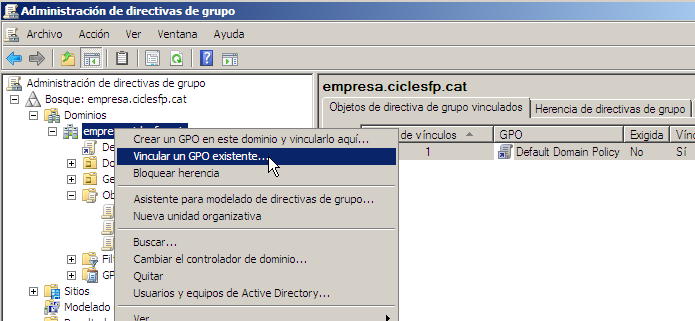 Administración de directivas de grupo
Archivo Acción Ver Ventana Ayuda
Administración de directivas de grupo
Bosque: empresa.ciclesfp.cat
Dominios
empresa.ciclesfp.cat
Crear un GPO en este dominio y vincularlo aquí...
Vincular un GPO existente...
Bloquear herencia
Asistente para modelado de directivas de grupo...
Nueva unidad organizativa
Buscar...
Cambiar el controlador de dominio...
Quitar
Usuarios y equipos de Active Directory...
Ver
De
Do
Ge
Ob
Filt
GP
Sitios
Modelado
empresa.ciclesfp.cat
Objetos de directiva de grupo vinculados Herencia de directivas de grupo
de vínculos GPO Exigida Vínc
1 Default Domain Policy No Sí